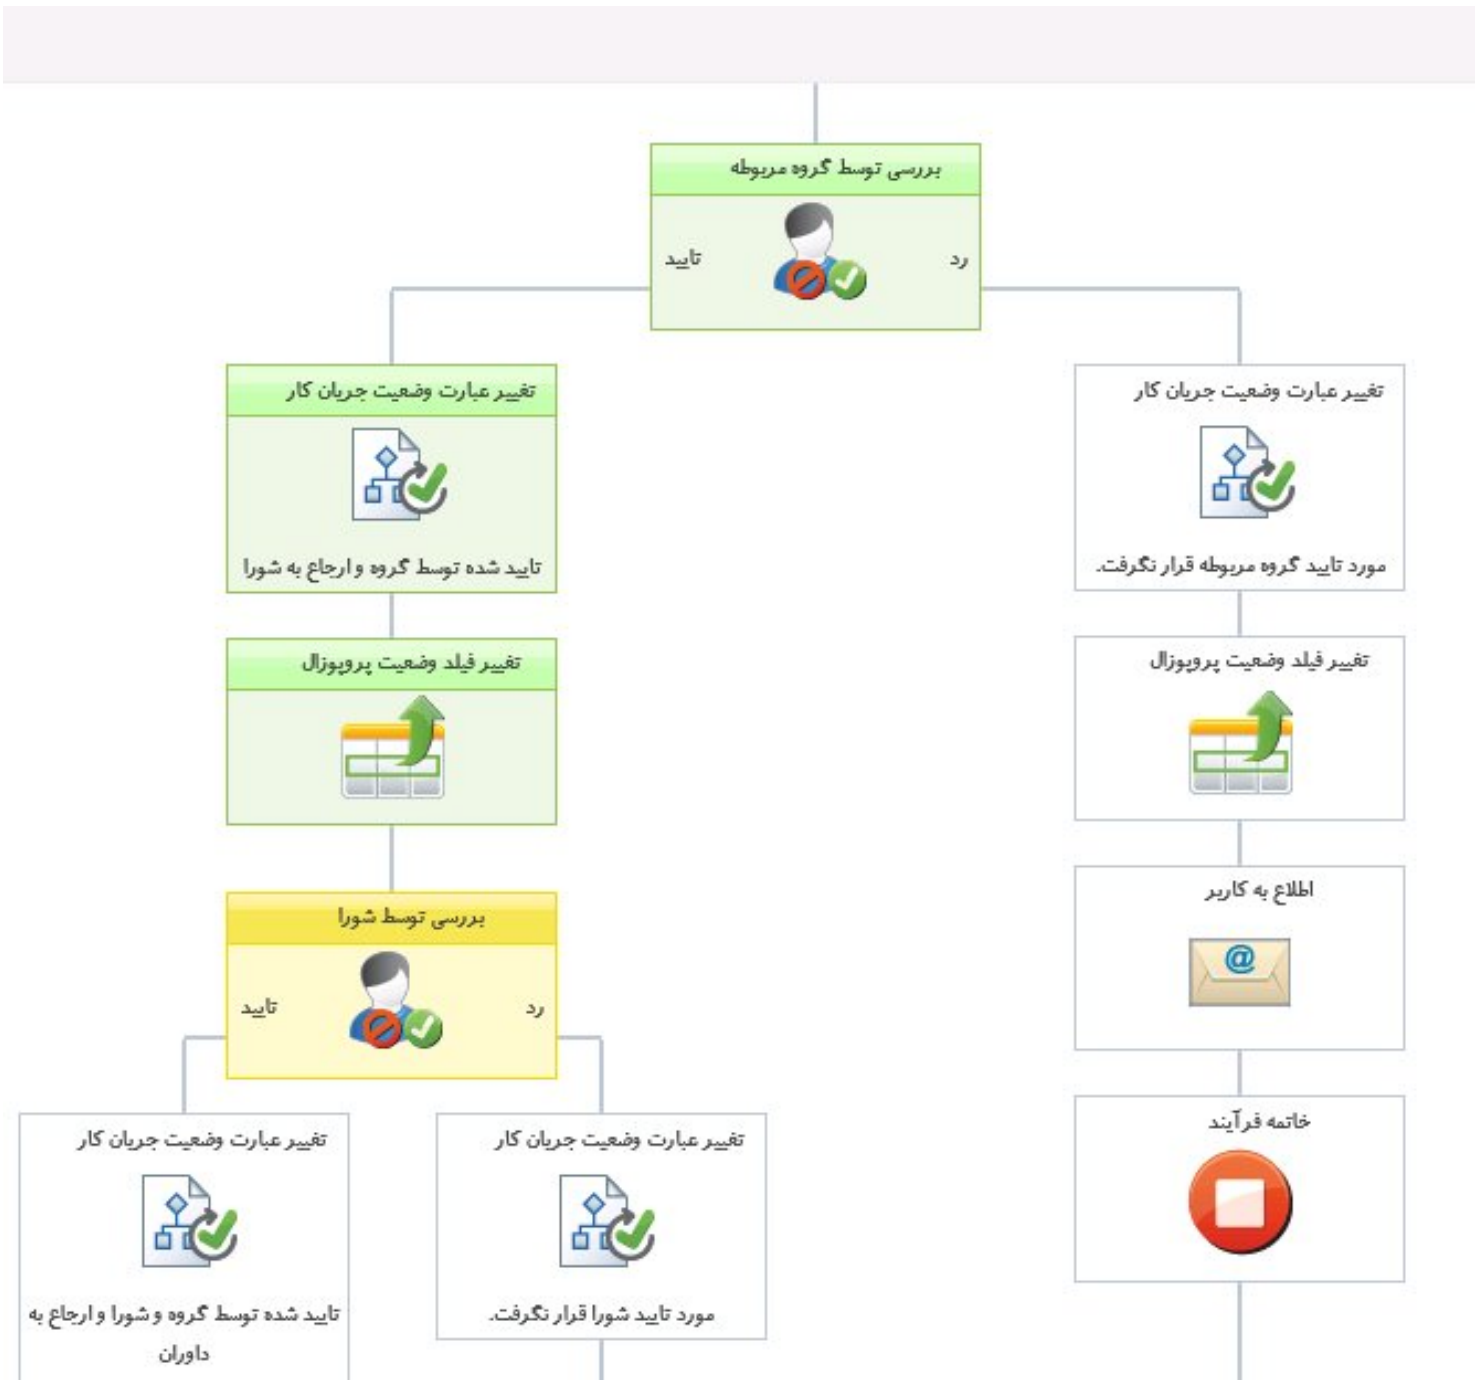 بررسی توسط گروه مربوطه
رد
تایید
تغییر عبارت وضعیت جریان کار
مورد تایید گروه مربوطه قرار نگرفت.
تغییر فیلد وضعیت پروپوزال
اطلاع به کاربر
خاتمه فرآیند
تغییر عبارت وضعیت جریان کار
تایید شده توسط گروه و ارجاع به شورا
تغییر فیلد وضعیت پروپوزال
بررسی توسط شورا
رد
تایید
تغییر عبارت وضعیت جریان کار
مورد تایید شورا قرار نگرفت.
تغییر عبارت وضعیت جریان کار
تایید شده توسط گروه و شورا و ارجاع به
داوران